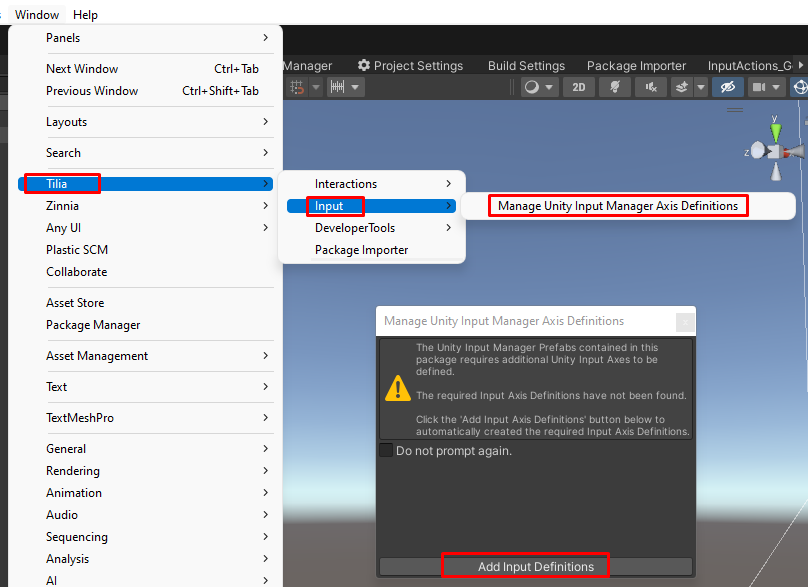 Window Help
Panels
Next Window Ctrl+Tab
Previous Window Ctrl+Shift+Tab
Layouts
Search
Tilia
Zinnia
Any UI
Plastic SCM
Collaborate
Asset Store
Package Manager
Asset Management
Text
TextMeshPro
General
Rendering
Animation
Audio
Sequencing
Analysis
AI
Manager Project Settings Build Settings Package Importer InputActions_G
2D
y
z
Interactions
Input
DeveloperTools
Package Importer
Manage Unity Input Manager Axis Definitions
Manage Unity Input Manager Axis Definitions
The Unity Input Manager Prefabs contained in this
package requires additional Unity Input Axes to be
defined.
The required Input Axis Definitions have not been found.
Click the 'Add Input Axis Definitions' button below to
automatically created the required Input Axis Definitions.
Do not prompt again.
Add Input Definitions